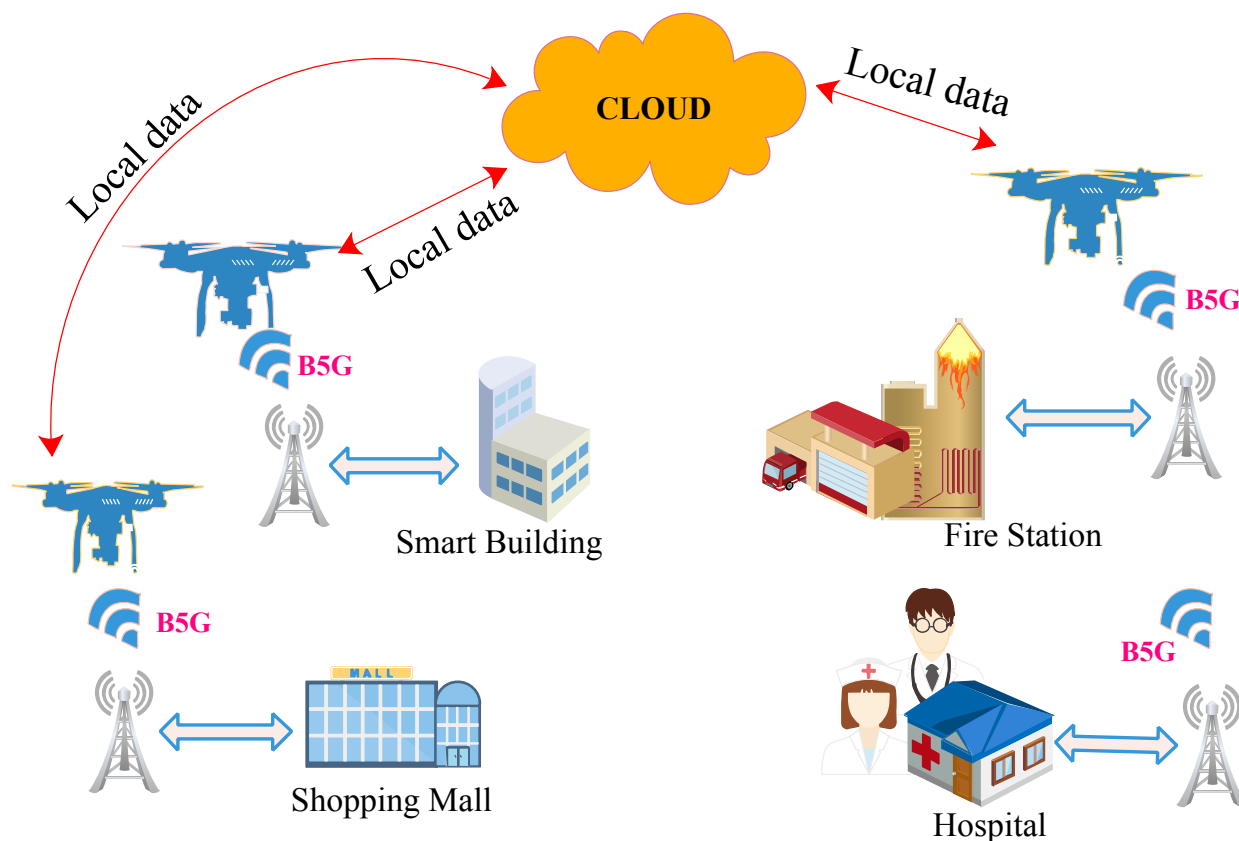 CLOUD
Local data
Local data
Local data
B5G
B5G
Smart Building
Fire Station
B5G
B5G
MALL
Shopping Mall
Hospital